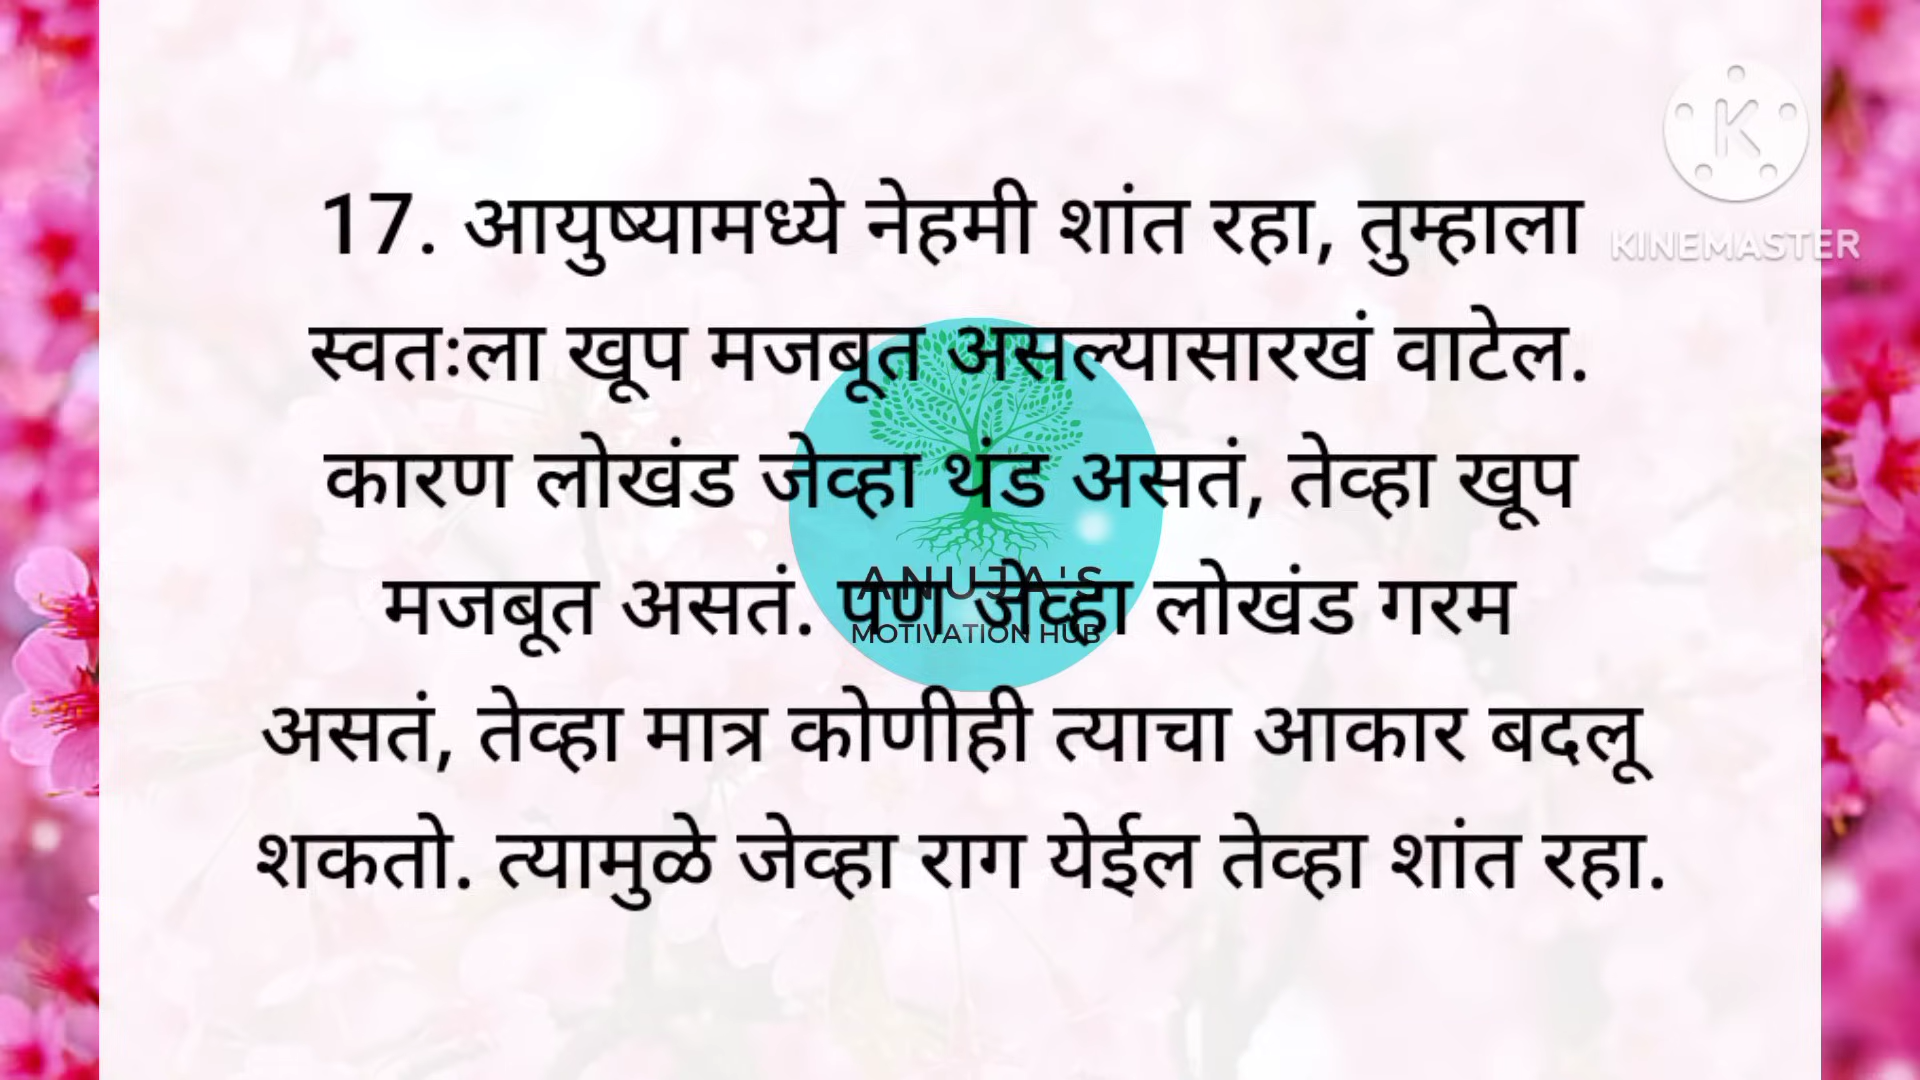 17. आयुष्यामध्ये नेहमी शांत रहा, तुम्हाला
स्वतःला खूप मजबूत असल्यासारखं वाटेल.
कारण लोखंड जेव्हा थंड असतं, तेव्हा खूप
मजबूत असतं. पण जेव्हा लोखंड गरम
असतं, तेव्हा मात्र कोणीही त्याचा आकार बदलू
शकतो. त्यामुळे जेव्हा राग येईल तेव्हा शांत रहा.
ANUJA'S
MOTIVATION HUB
K
KINEMASTER